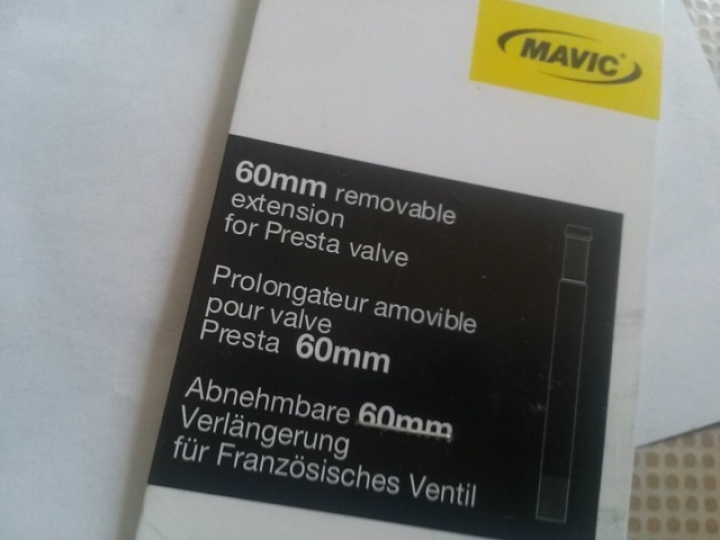 MAVIC
60mm removable
extension
for Presta valve
Prolongateur amovible
pour valve
Presta 60mm
Abnehmbare 60mm
Verlängerung
für Französisches Ventil